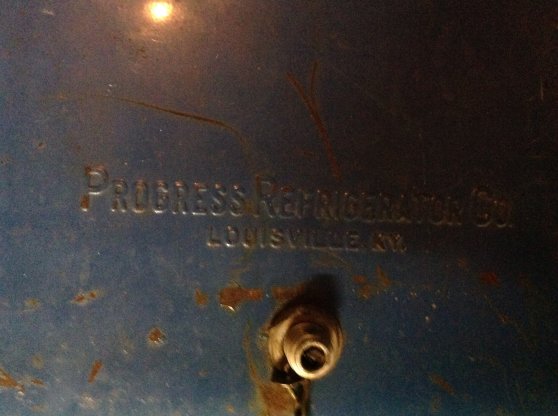 PROGRESS REFRIGERATOR CO.
LOUISVILLE, KY.